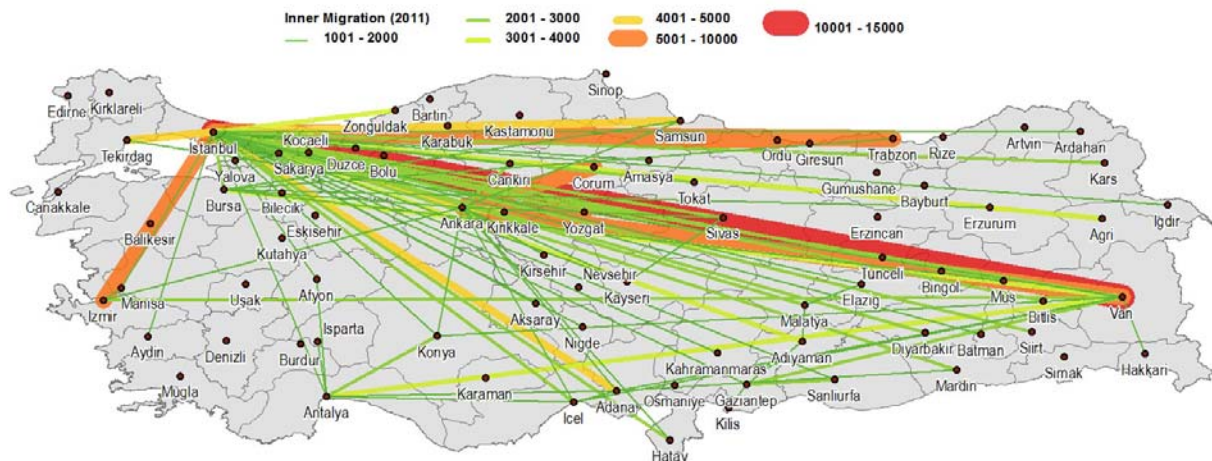 Inner Migration (2011)
1001 - 2000
2001 - 3000
3001 - 4000
4001 - 5000
5001 - 10000
10001 - 15000
Sinop
Edirne
Kirklareli
Bartin
Zonguldak
Karabuk
Kastamonu
Samsun
Tekirdag
Istanbul
Kocaeli
Sakarya
Duzce
Bolu
Yalova
Cankiri
Corum
Amasya
Ordu
Giresun
Trabzon
Rize
Artvin
Ardahan
Kars
Gumushane
Bayburt
Tokat
Canakkale
Bursa
Bilecik
Eskisehir
Ankara
Kirikkale
Yozgat
Sivas
Erzincan
Erzurum
Agri
Igdir
Balikesir
Kutahya
Kirsehir
Nevsehir
Kayseri
Tunceli
Bingol
Mus
Elazig
Bitlis
Van
Izmir
Manisa
Usak
Afyon
Aksaray
Nigde
Malatya
Adiyaman
Diyarbakir
Batman
Siirt
Sirnak
Hakkari
Aydin
Denizli
Burdur
Isparta
Konya
Kahramanmaras
Mardin
Mugla
Antalya
Karaman
Icel
Adana
Osmaniye
Gaziantep
Sanliurfa
Kilis
Hatay